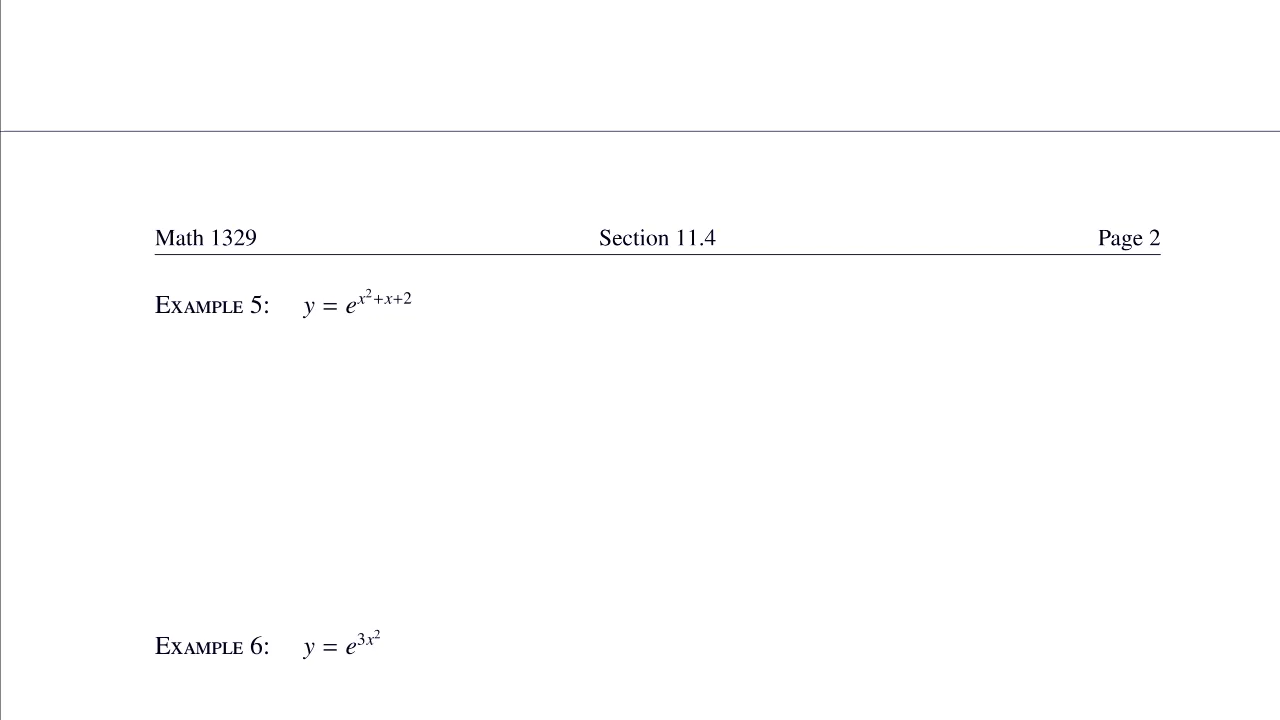 Math 1329 Section 11.4 Page 2
Example 5: y = e^{x^2+x+2}
Example 6: y = e^{3x^2}